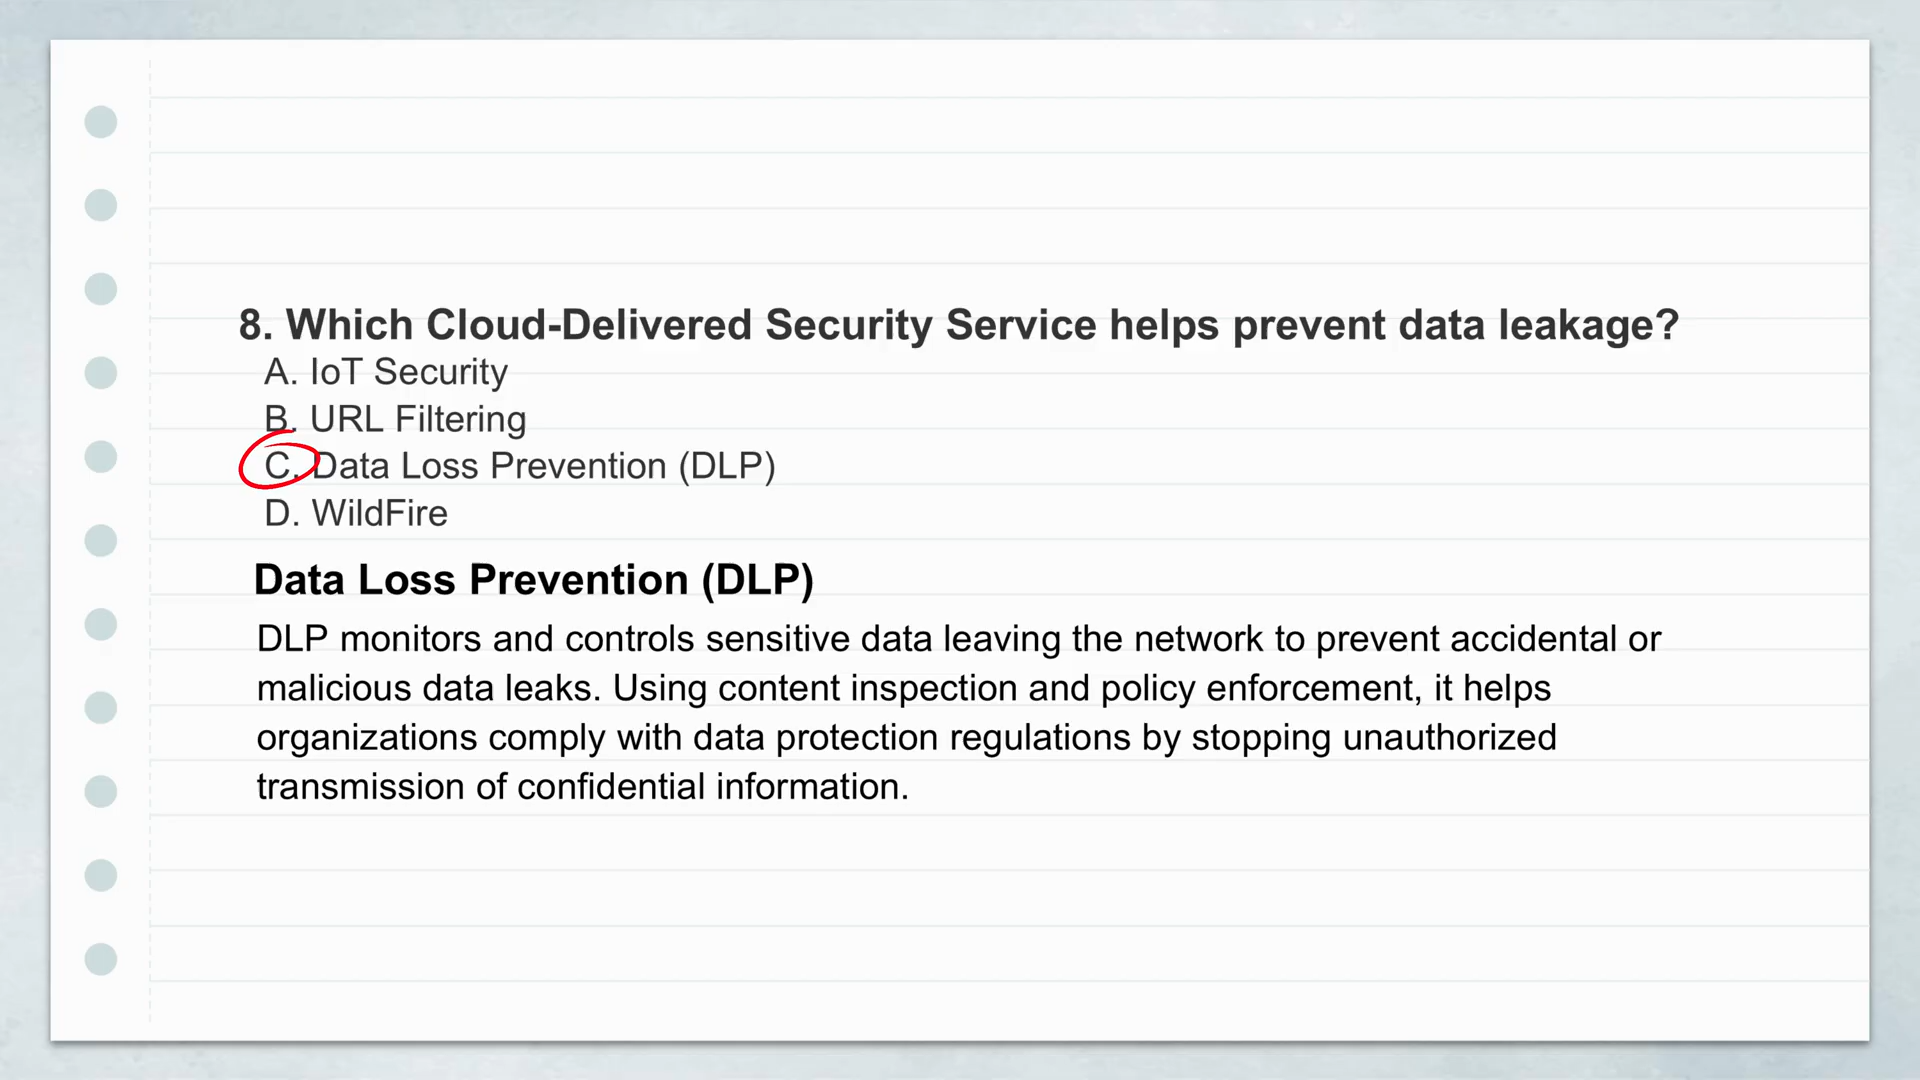 8. Which Cloud-Delivered Security Service helps prevent data leakage?
A. IoT Security
B. URL Filtering
C. Data Loss Prevention (DLP)
D. WildFire
Data Loss Prevention (DLP)
DLP monitors and controls sensitive data leaving the network to prevent accidental or
malicious data leaks. Using content inspection and policy enforcement, it helps
organizations comply with data protection regulations by stopping unauthorized
transmission of confidential information.